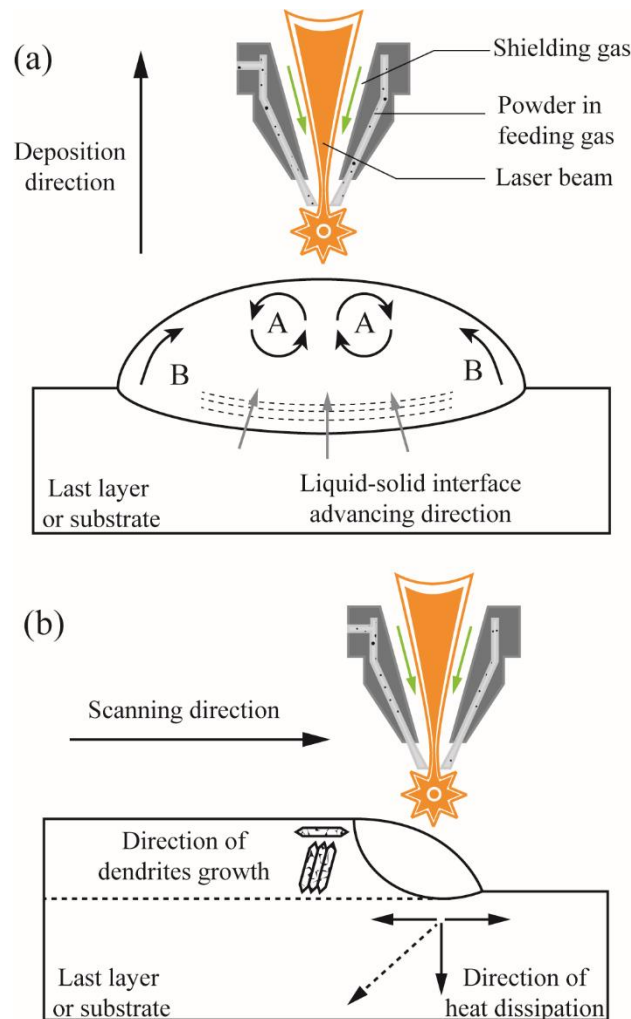 (a)
Shielding gas
Powder in
feeding gas
Laser beam
Deposition
direction
A A
B B
Last layer
or substrate
Liquid-solid interface
advancing direction
(b)
Scanning direction
Direction of
dendrites growth
Last layer
or substrate
Direction of
heat dissipation